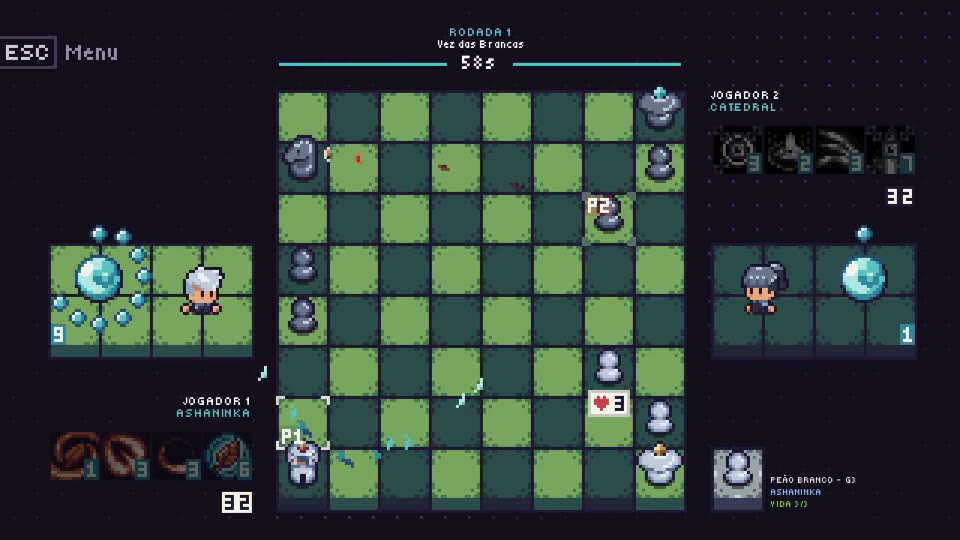 RODADA 1
Vez das Brancas
58s
ESC Menu
JOGADOR 2
CATEDRAL
3 2 3 7
32
P2
9
1
3
JOGADOR 1
ASHANINKA
P1
1 3 3 6
32
PEÃO BRANCO - G3
ASHANINKA
VIDA 3/3